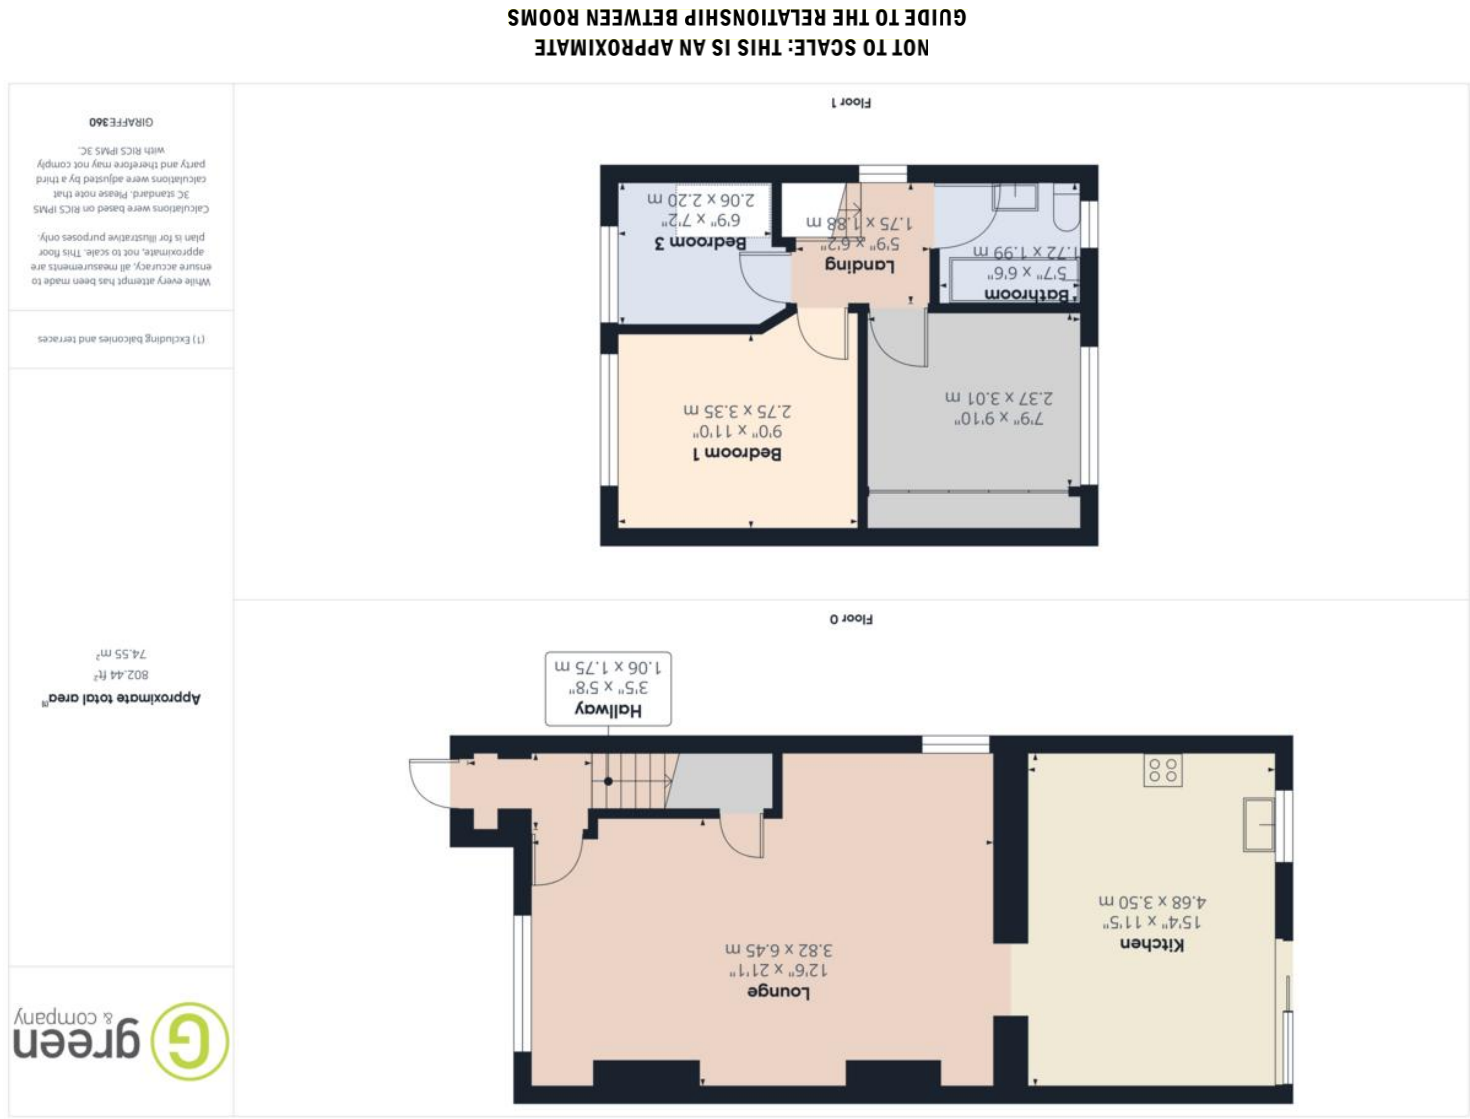 green
& company
Approximate total area⁽¹⁾
802.44 ft²
74.55 m²
(1) Excluding balconies and terraces
While every attempt has been made to
ensure accuracy, all measurements are
approximate, not to scale. This floor
plan is for illustrative purposes only.
Calculations were based on RICS IPMS
3C standard. Please note that
calculations were adjusted by a third
party and therefore may not comply
with RICS IPMS 3C.
GIRAFFE360
Kitchen
15'4" x 11'5"
4.68 x 3.50 m
Lounge
12'6" x 21'1"
3.82 x 6.45 m
Hallway
3'5" x 5'8"
1.06 x 1.75 m
Floor 0
7'9" x 9'10"
2.37 x 3.01 m
Bedroom 1
9'0" x 11'0"
2.75 x 3.35 m
Bathroom
5'7" x 6'6"
1.72 x 1.99 m
Landing
5'9" x 6'2"
1.75 x 1.88 m
Bedroom 3
6'9" x 7'2"
2.06 x 2.20 m
Floor 1
NOT TO SCALE: THIS IS AN APPROXIMATE
GUIDE TO THE RELATIONSHIP BETWEEN ROOMS